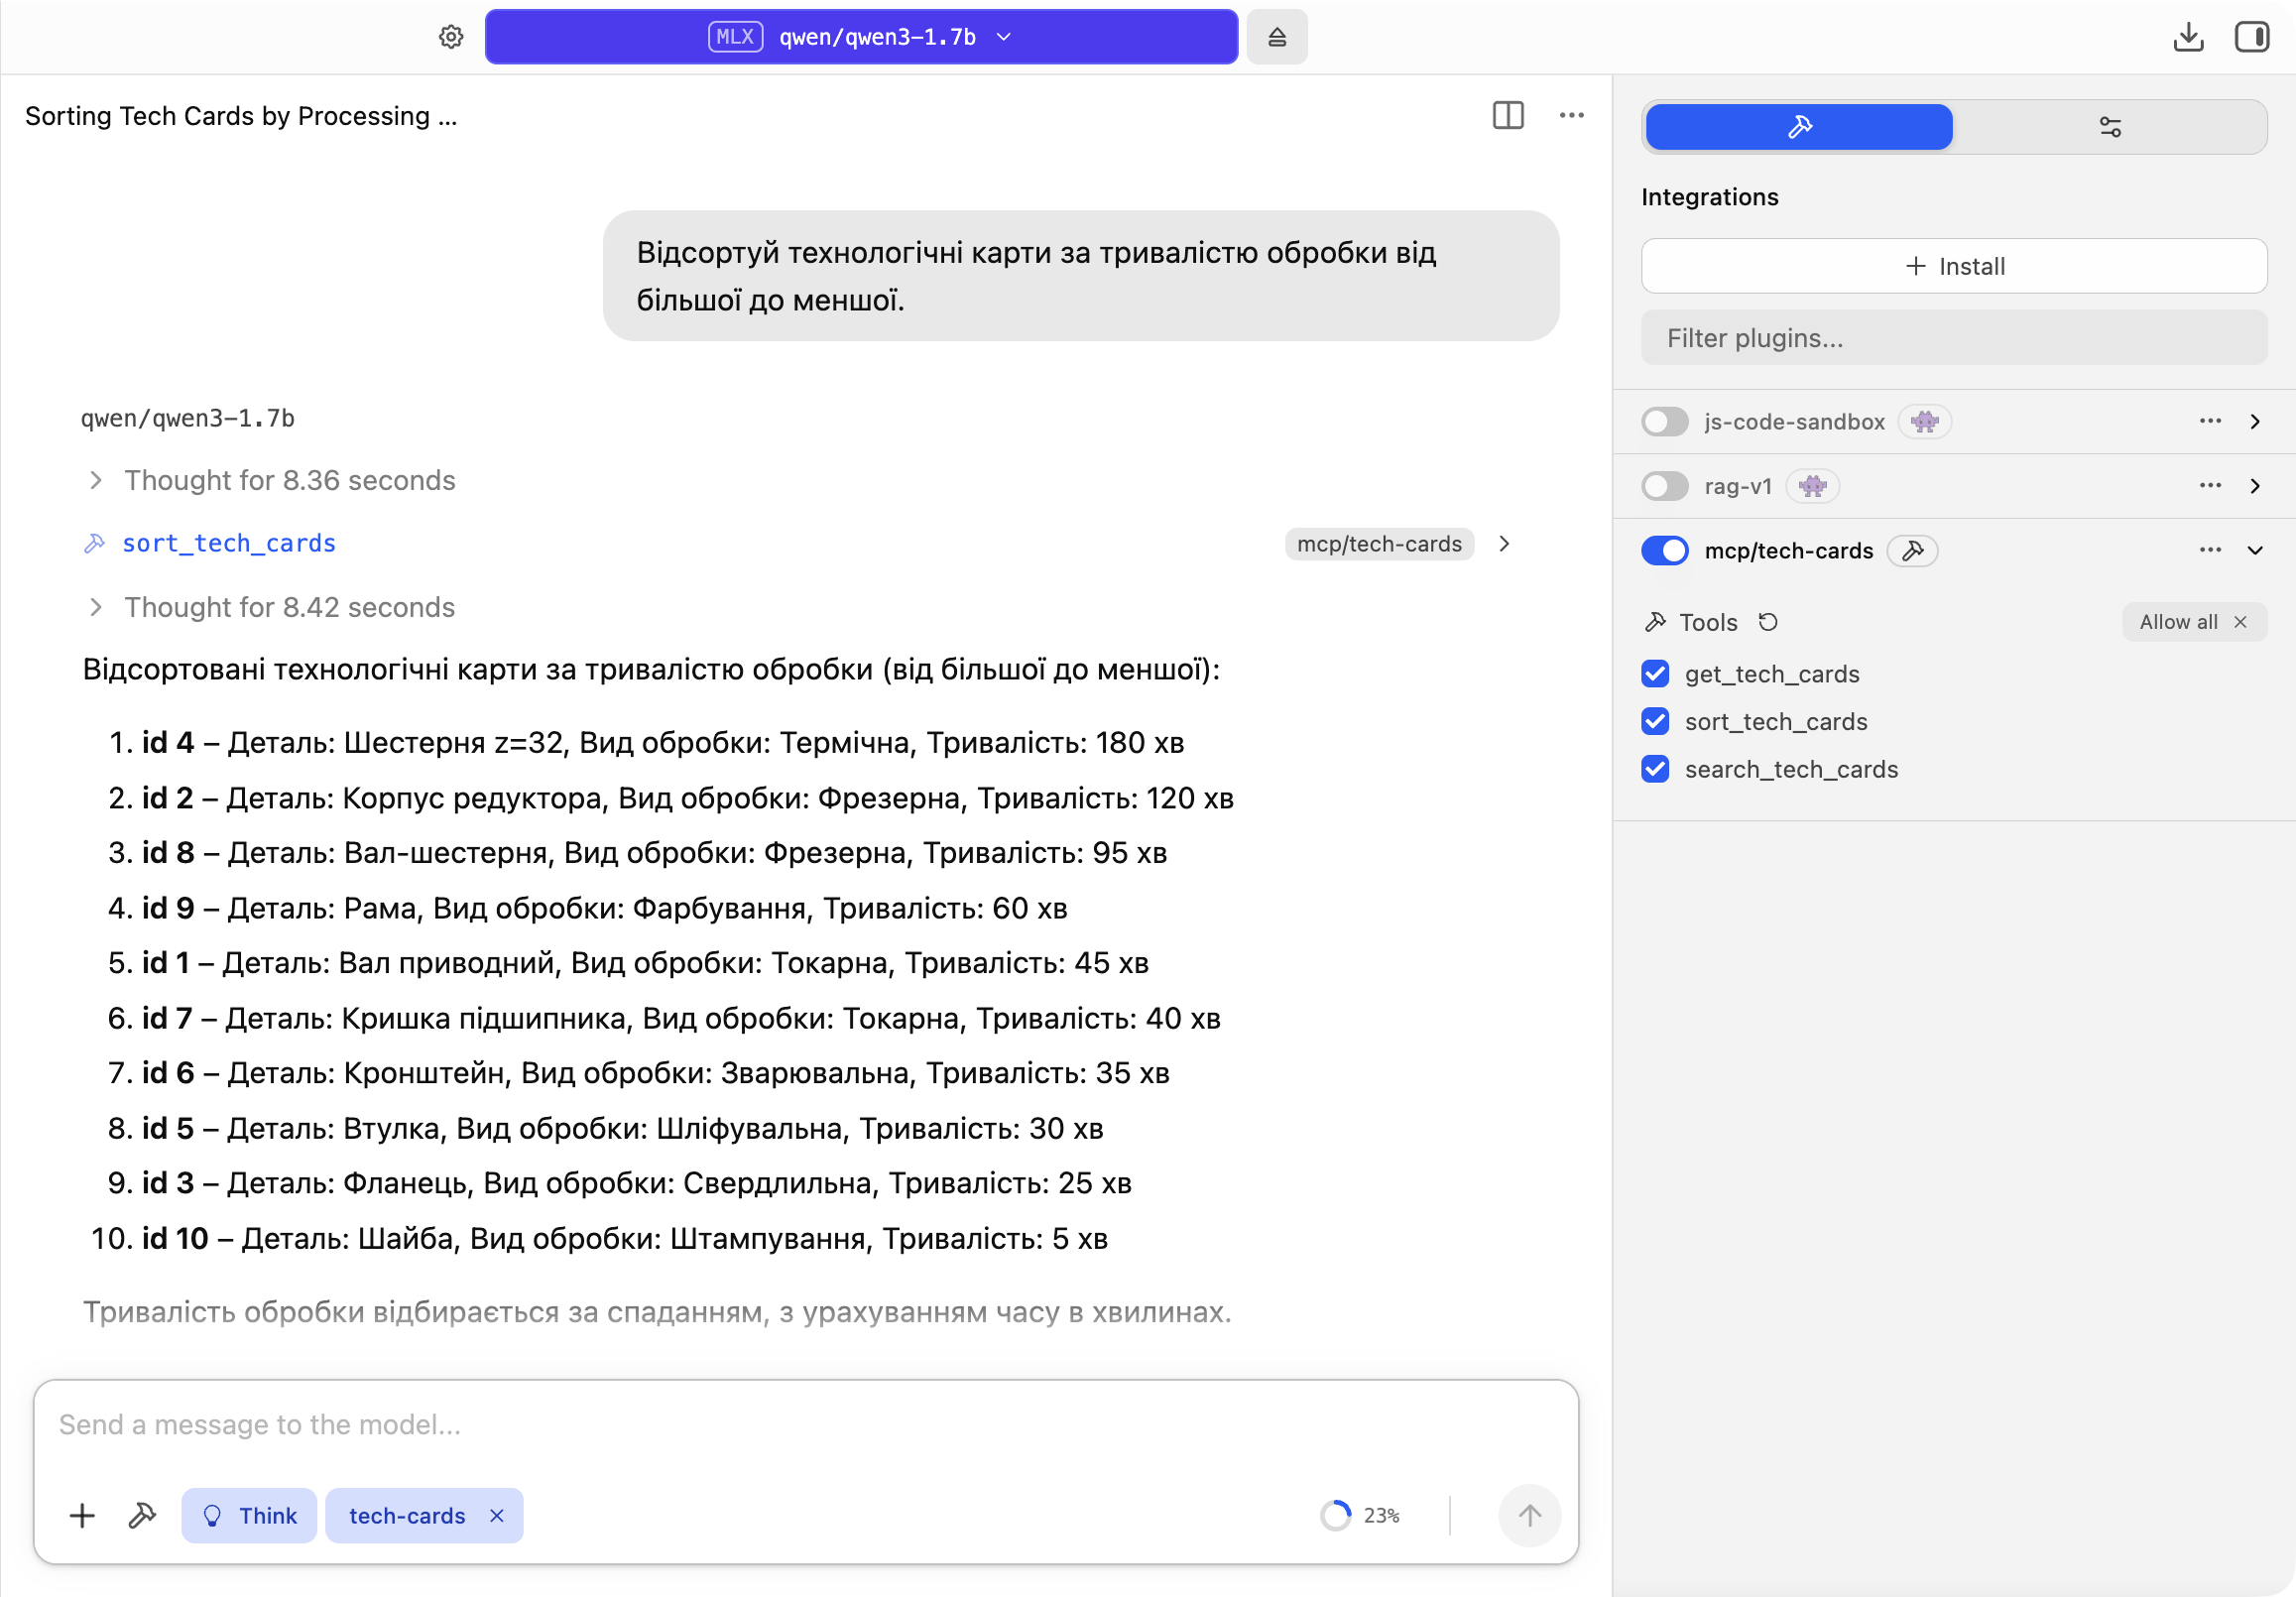 MLX qwen/qwen3-1.7b
Sorting Tech Cards by Processing ...
Відсортуй технологічні карти за тривалістю обробки від
більшої до меншої.
qwen/qwen3-1.7b
Thought for 8.36 seconds
sort_tech_cards
mcp/tech-cards
Thought for 8.42 seconds
Відсортовані технологічні карти за тривалістю обробки (від більшої до меншої):
1. id 4 – Деталь: Шестерня z=32, Вид обробки: Термічна, Тривалість: 180 хв
2. id 2 – Деталь: Корпус редуктора, Вид обробки: Фрезерна, Тривалість: 120 хв
3. id 8 – Деталь: Вал-шестерня, Вид обробки: Фрезерна, Тривалість: 95 хв
4. id 9 – Деталь: Рама, Вид обробки: Фарбування, Тривалість: 60 хв
5. id 1 – Деталь: Вал приводний, Вид обробки: Токарна, Тривалість: 45 хв
6. id 7 – Деталь: Кришка підшипника, Вид обробки: Токарна, Тривалість: 40 хв
7. id 6 – Деталь: Кронштейн, Вид обробки: Зварювальна, Тривалість: 35 хв
8. id 5 – Деталь: Втулка, Вид обробки: Шліфувальна, Тривалість: 30 хв
9. id 3 – Деталь: Фланець, Вид обробки: Свердлильна, Тривалість: 25 хв
10. id 10 – Деталь: Шайба, Вид обробки: Штампування, Тривалість: 5 хв
Тривалість обробки відбирається за спаданням, з урахуванням часу в хвилинах.
Send a message to the model...
Think
tech-cards
23%
Integrations
+ Install
Filter plugins...
js-code-sandbox
rag-v1
mcp/tech-cards
Tools
Allow all
get_tech_cards
sort_tech_cards
search_tech_cards